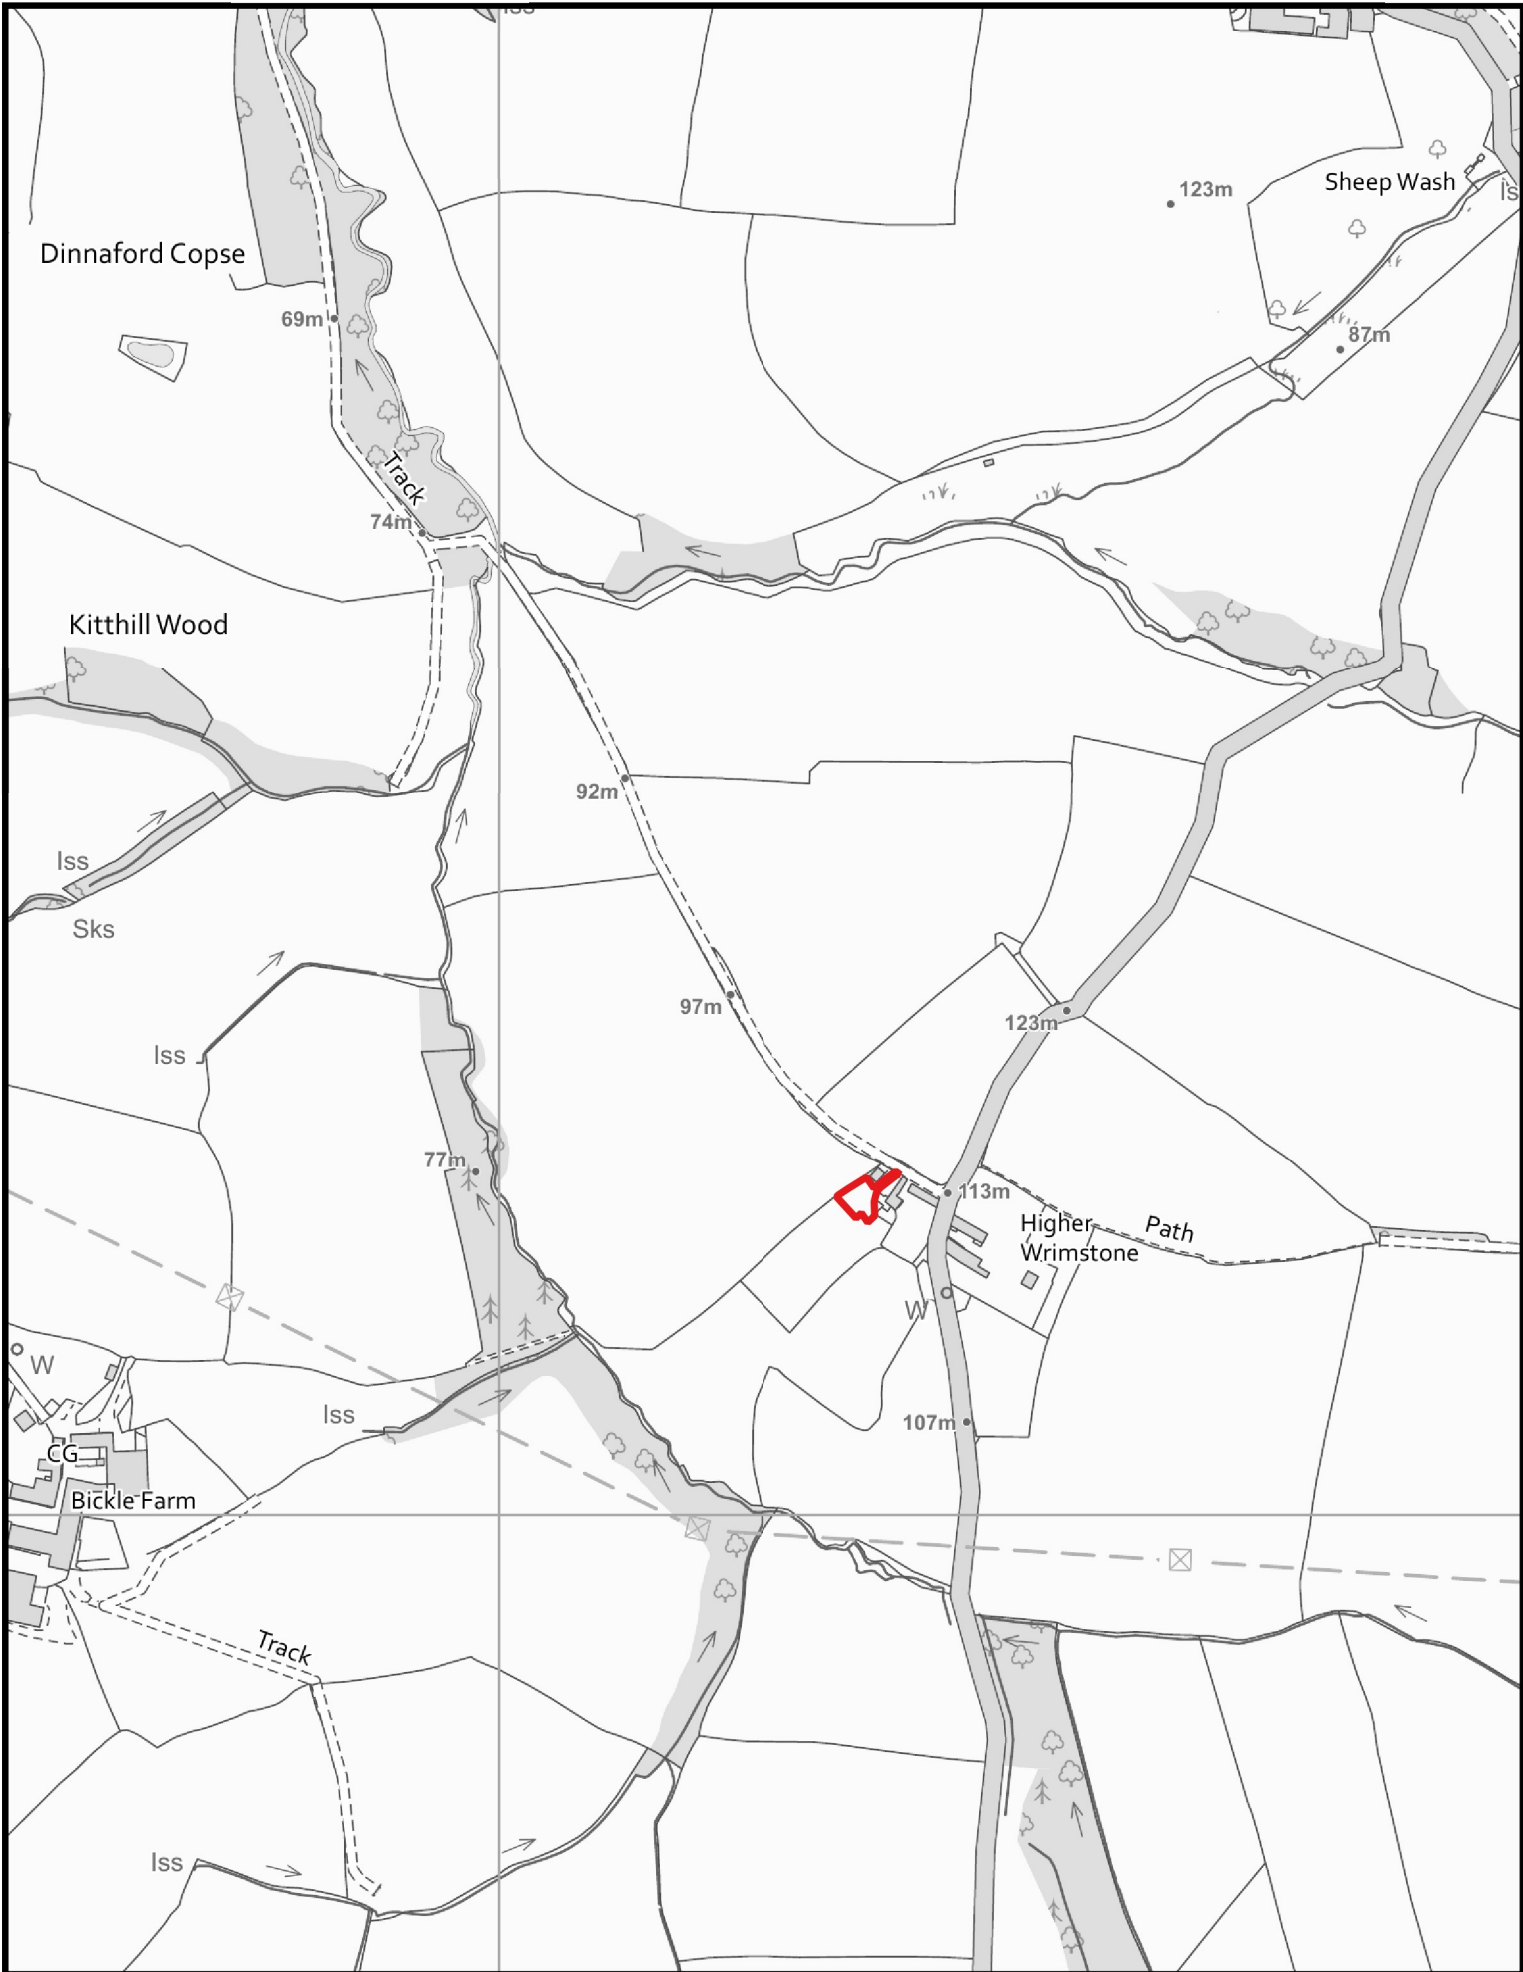 Iss
123m
Sheep Wash
Is
Dinnaford Copse
69m
87m
Track
74m
Kitthill Wood
92m
Iss
Sks
97m
123m
Iss
77m
113m
Higher
Wrimstone
Path
W
W
Iss
107m
CG
Bickle Farm
Track
Iss